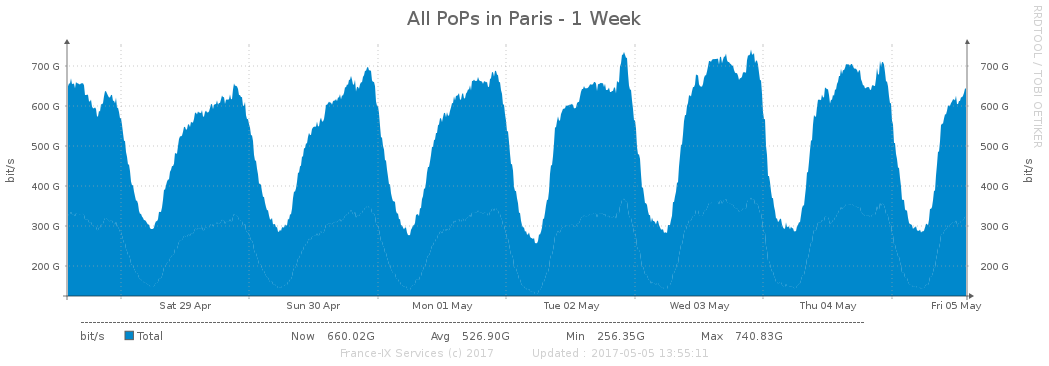 All PoPs in Paris - 1 Week
RRDTOOL / TOBI OETIKER
700 G 700 G
600 G 600 G
500 G 500 G
400 G 400 G
300 G 300 G
200 G 200 G
bit/s bit/s
Sat 29 Apr Sun 30 Apr Mon 01 May Tue 02 May Wed 03 May Thu 04 May Fri 05 May
bit/s Total Now 660.02G Avg 526.90G Min 256.35G Max 740.83G
France-IX Services (c) 2017 Updated : 2017-05-05 13:55:11